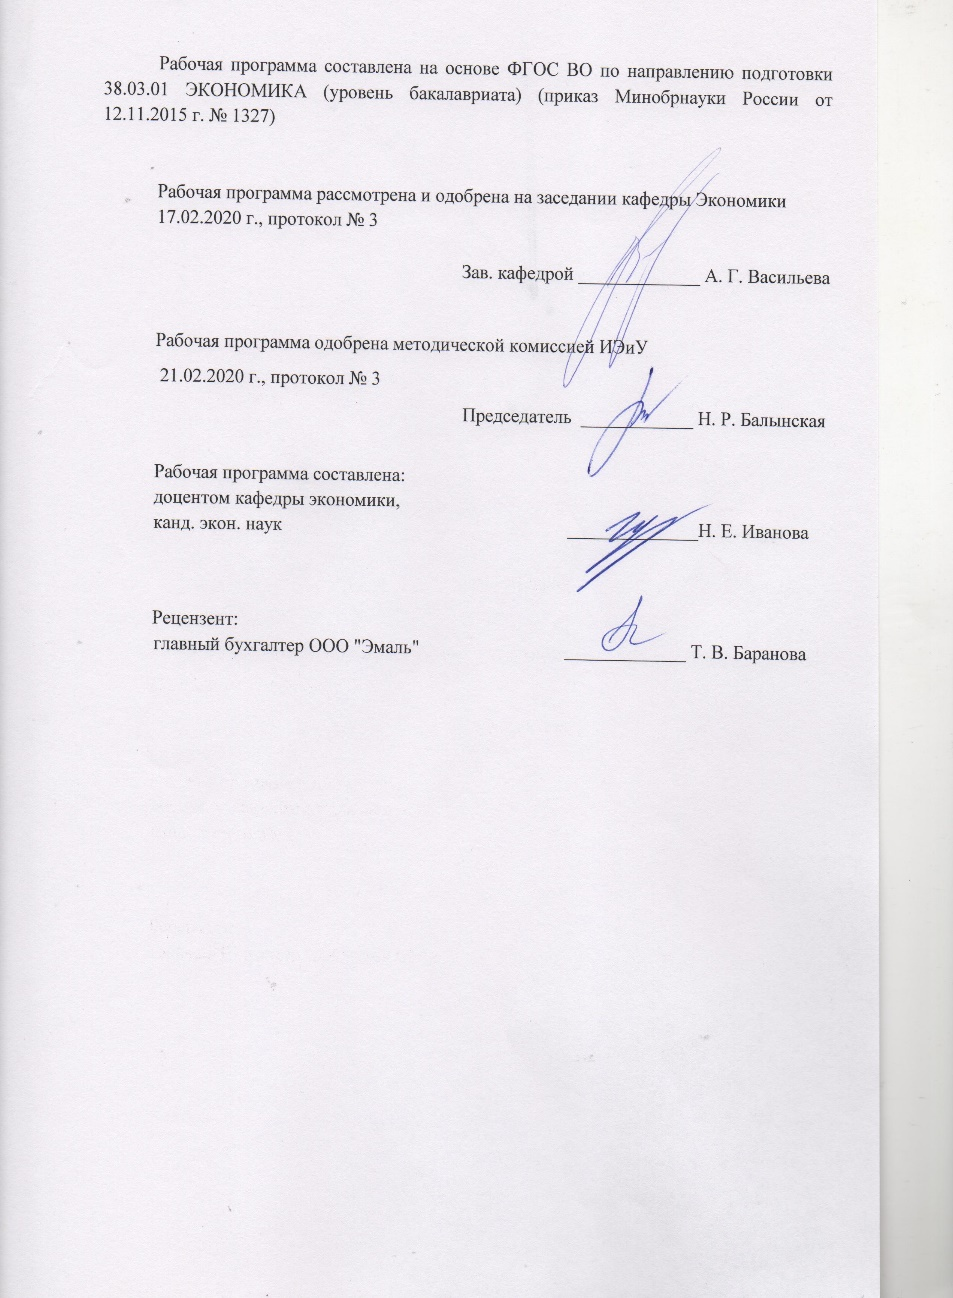 Рабочая программа составлена на основе ФГОС ВО по направлению подготовки
38.03.01 ЭКОНОМИКА (уровень бакалавриата) (приказ Минобрнауки России от
12.11.2015 г. № 1327)
Рабочая программа рассмотрена и одобрена на заседании кафедры Экономики
17.02.2020 г., протокол № 3
Зав. кафедрой _____________ А. Г. Васильева
Рабочая программа одобрена методической комиссией ИЭиУ
21.02.2020 г., протокол № 3
Председатель ____________ Н. Р. Балынская
Рабочая программа составлена:
доцентом кафедры экономики,
канд. экон. наук ______________Н. Е. Иванова
Рецензент:
главный бухгалтер ООО "Эмаль" _____________ Т. В. Баранова